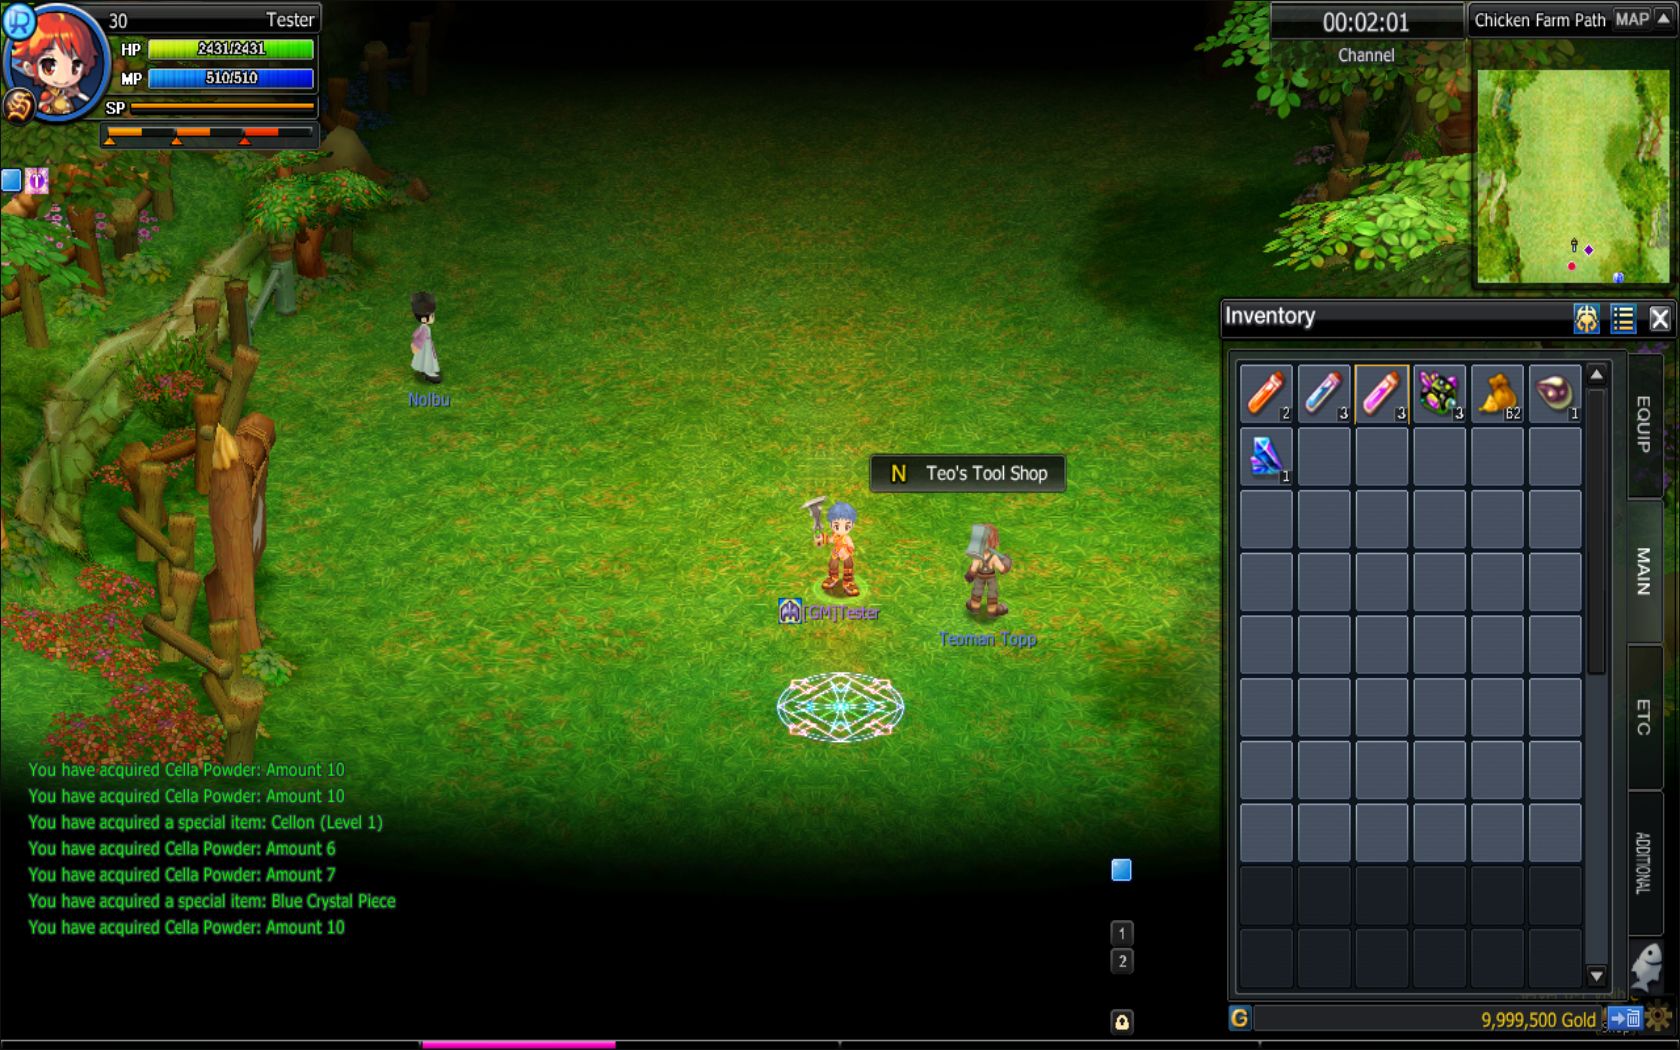 30 Tester
HP 2431/2431
MP 510/510
SP
00:02:01
Channel
Chicken Farm Path MAP
Inventory
2 3 3 3 62 1
1
EQUIP
MAIN
ETC
ADDITIONAL
Nolbu
N Teo's Tool Shop
[GM]Tester
Teoman Topp
You have acquired Cella Powder: Amount 10
You have acquired Cella Powder: Amount 10
You have acquired a special item: Cellon (Level 1)
You have acquired Cella Powder: Amount 6
You have acquired Cella Powder: Amount 7
You have acquired a special item: Blue Crystal Piece
You have acquired Cella Powder: Amount 10
1
2
G 9,999,500 Gold